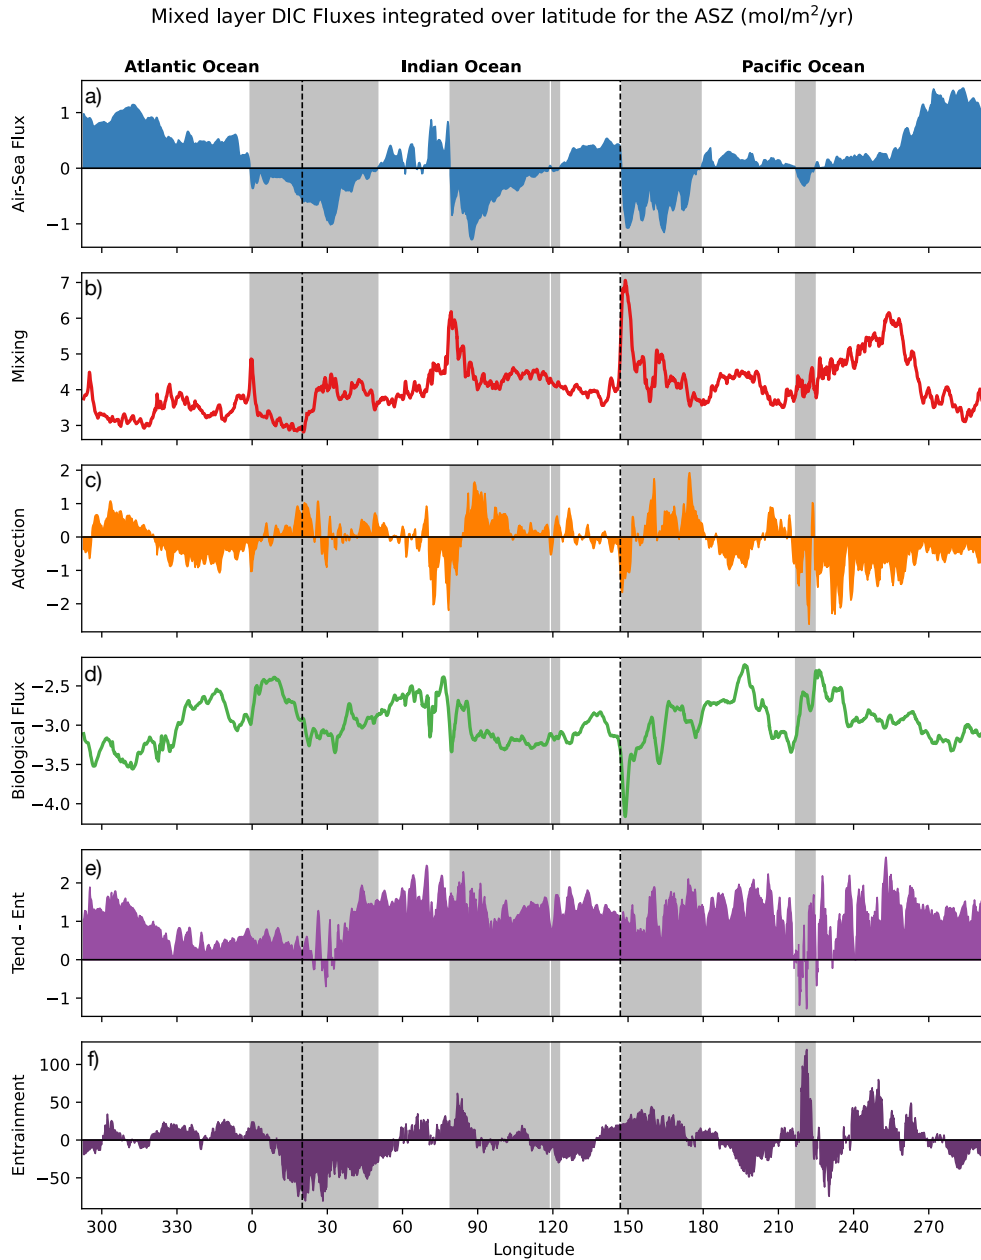 Mixed layer DIC Fluxes integrated over latitude for the ASZ (mol/m²/yr)
Atlantic Ocean Indian Ocean Pacific Ocean
a)
Air-Sea Flux
1
0
−1
b)
Mixing
7
6
5
4
3
c)
Advection
2
1
0
−1
−2
d)
Biological Flux
−2.5
−3.0
−3.5
−4.0
e)
Tend - Ent
2
1
0
−1
f)
Entrainment
100
50
0
−50
300 330 0 30 60 90 120 150 180 210 240 270
Longitude